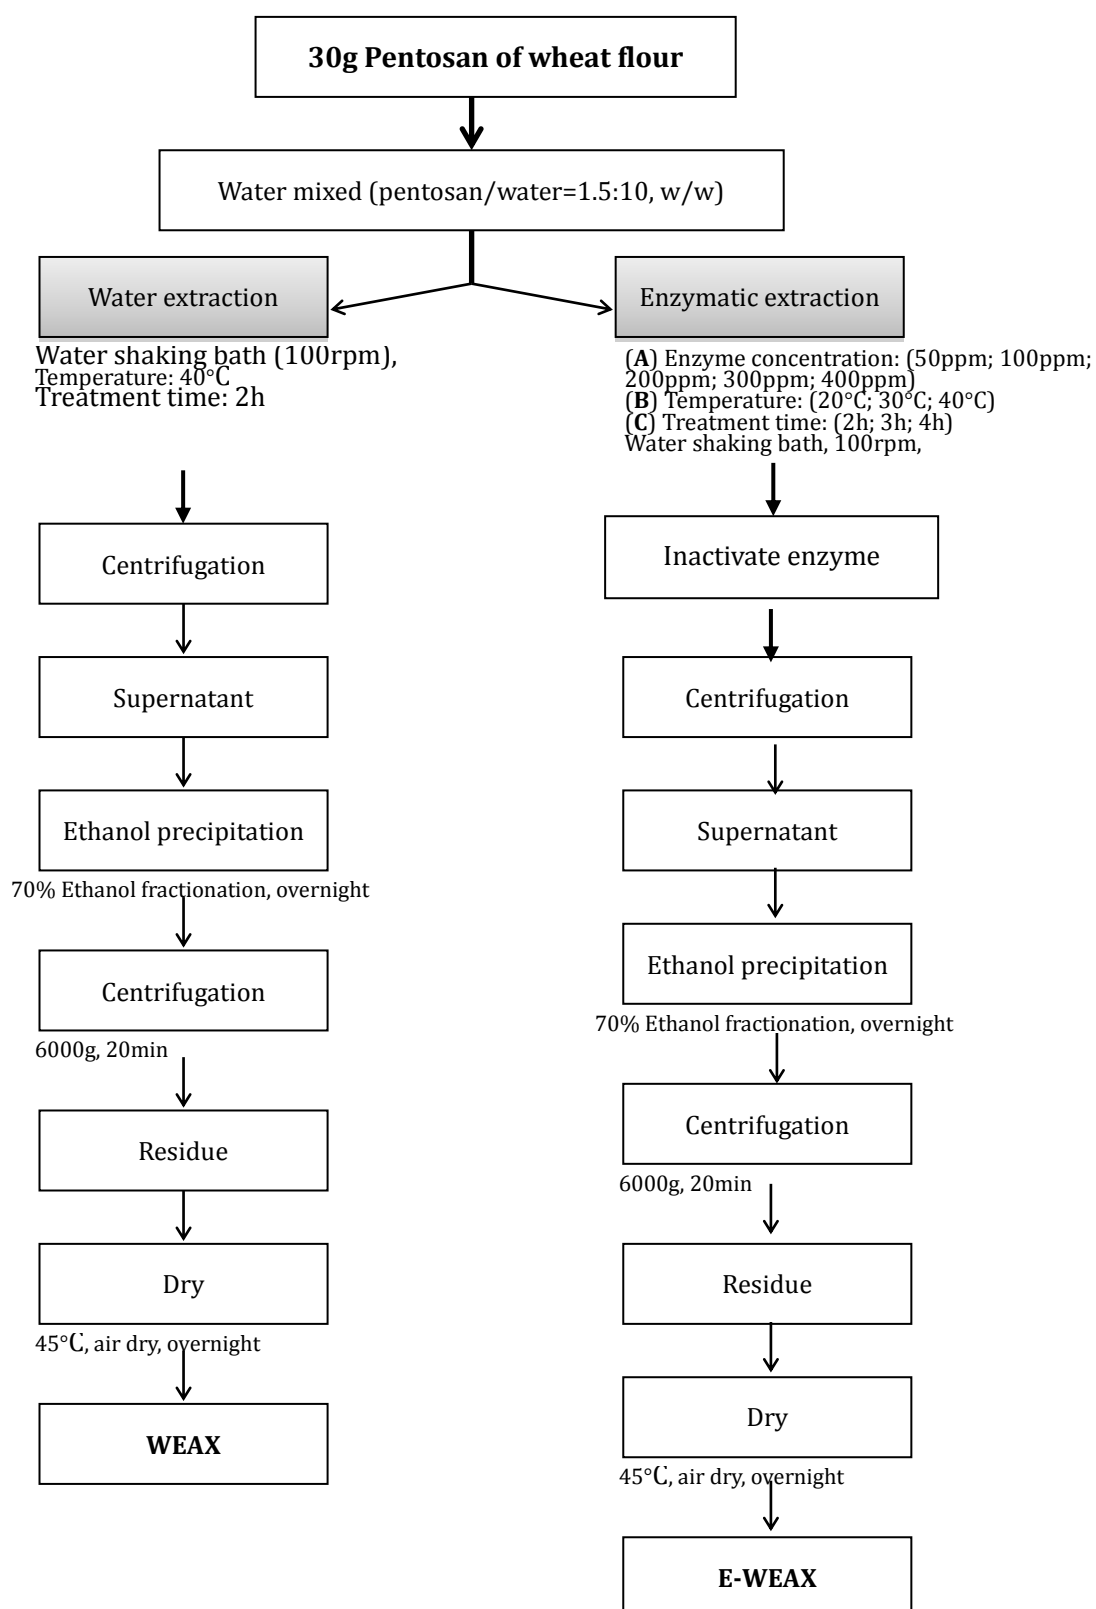 30g Pentosan of wheat flour
Water mixed (pentosan/water=1.5:10, w/w)
Water extraction
Water shaking bath (100rpm),
Temperature: 40°C
Treatment time: 2h
Centrifugation
Supernatant
Ethanol precipitation
70% Ethanol fractionation, overnight
Centrifugation
6000g, 20min
Residue
Dry
45°C, air dry, overnight
WEAX
Enzymatic extraction
(A) Enzyme concentration: (50ppm; 100ppm;
200ppm; 300ppm; 400ppm)
(B) Temperature: (20°C; 30°C; 40°C)
(C) Treatment time: (2h; 3h; 4h)
Water shaking bath, 100rpm,
Inactivate enzyme
Centrifugation
Supernatant
Ethanol precipitation
70% Ethanol fractionation, overnight
Centrifugation
6000g, 20min
Residue
Dry
45°C, air dry, overnight
E-WEAX